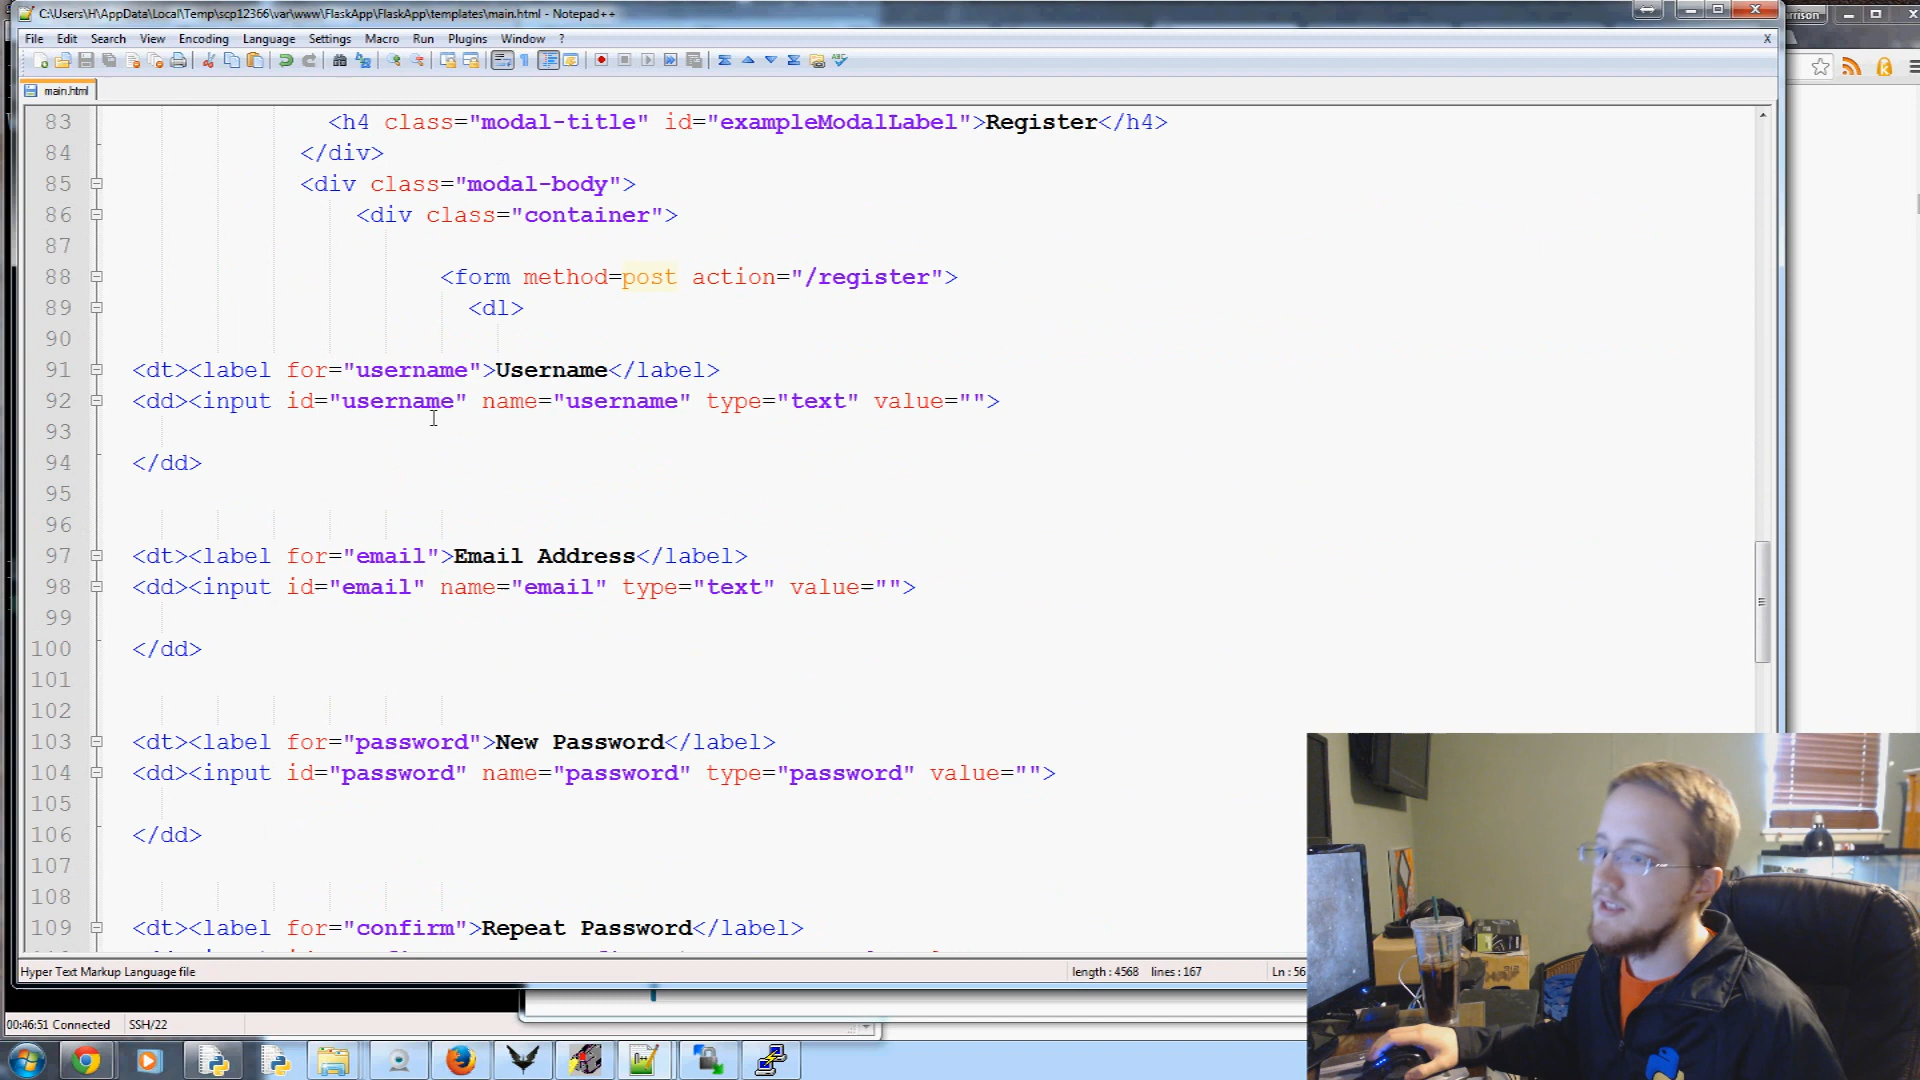 C:\Users\H\AppData\Local\Temp\scp12366\var\www\FlaskApp\FlaskApp\templates\main.html - Notepad++
rrison
File Edit Search View Encoding Language Settings Macro Run Plugins Window ? X
main.html
83 <h4 class="modal-title" id="exampleModalLabel">Register</h4>
84 </div>
85 <div class="modal-body">
86 <div class="container">
87
88 <form method=post action="/register">
89 <dl>
90
91 <dt><label for="username">Username</label>
92 <dd><input id="username" name="username" type="text" value="">
93
94 </dd>
95
96
97 <dt><label for="email">Email Address</label>
98 <dd><input id="email" name="email" type="text" value="">
99
100 </dd>
101
102
103 <dt><label for="password">New Password</label>
104 <dd><input id="password" name="password" type="password" value="">
105
106 </dd>
107
108
109 <dt><label for="confirm">Repeat Password</label>
Hyper Text Markup Language file length : 4568 lines : 167 Ln : 56
00:46:51 Connected SSH/22